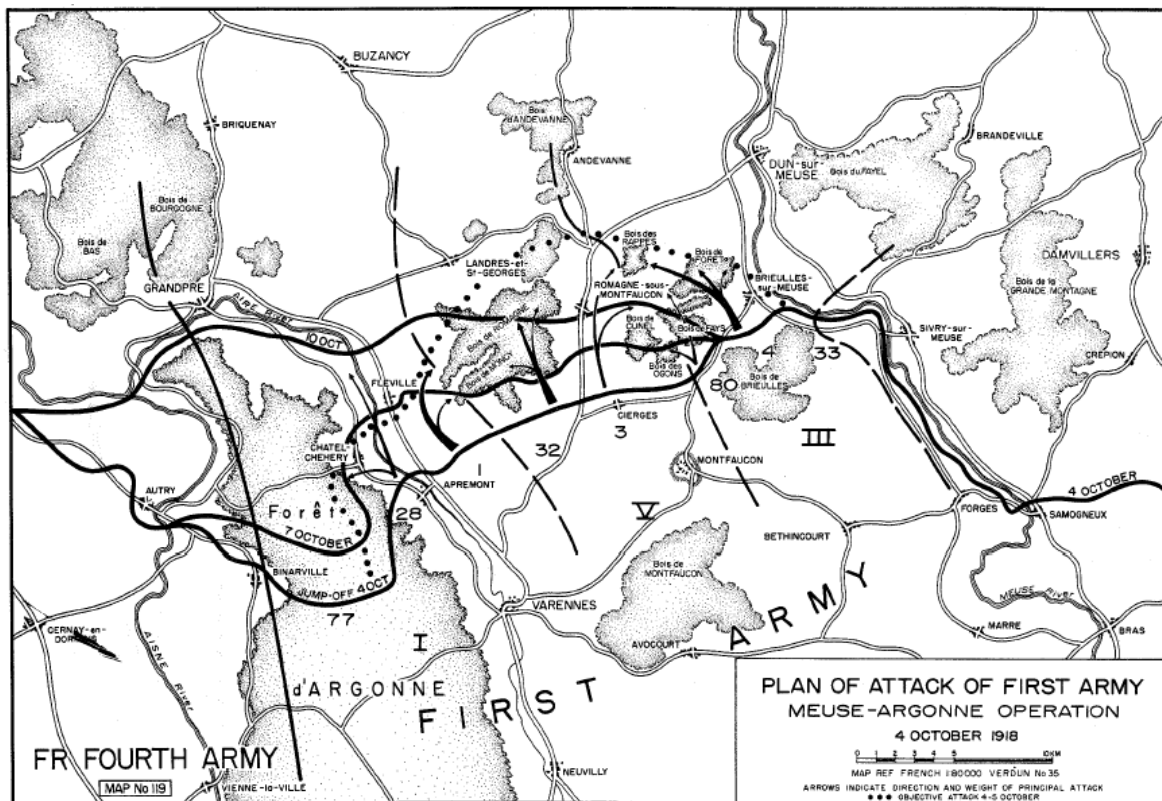 BUZANCY
BRIQUENAY
Bois
BANDEVANNE
ANDEVANNE
BRANDEVILLE
DUN-sur-
MEUSE
Bois du FAYEL
Bois de
BOURGOGNE
Bois de
BAS
GRANDPRE
AIRE River
LANDRES-et-
St-GEORGES
Bois des
RAPPES
Bois de
FORET
BRIEULLES-
sur-MEUSE
DAMVILLERS
Bois de la
GRANDE MONTAGNE
ROMAGNE-sous-
MONTFAUCON
Bois de ROMAGNE
Bois de
CUNEL
Bois de FAYS
10 OCT
4
33
SIVRY-sur-
MEUSE
CREPION
FLEVILLE
Bois des
OGONS
80
Bois de
BRIEULLES
CIERGES
3
III
CHATEL-
CHEHERY
32
1
MONTFAUCON
APREMONT
AUTRY
Forêt
28
V
4 OCTOBER
FORGES
SAMOGNEUX
7 OCTOBER
BETHINCOURT
BINARVILLE
JUMP-OFF 4 OCT
Bois de
MONTFAUCON
MEUSE River
77
VARENNES
CERNAY-en-
DORMOIS
I
AVOCOURT
MARRE
BRAS
AISNE River
d'ARGONNE
FIRST ARMY
FR FOURTH ARMY
MAP No 119
VIENNE-la-VILLE
NEUVILLY
PLAN OF ATTACK OF FIRST ARMY
MEUSE-ARGONNE OPERATION
4 OCTOBER 1918
0 1 2 3 4 5 10KM
MAP REF FRENCH 1:80000 VERDUN No 35
ARROWS INDICATE DIRECTION AND WEIGHT OF PRINCIPAL ATTACK
••• OBJECTIVE ATTACK 4-5 OCTOBER